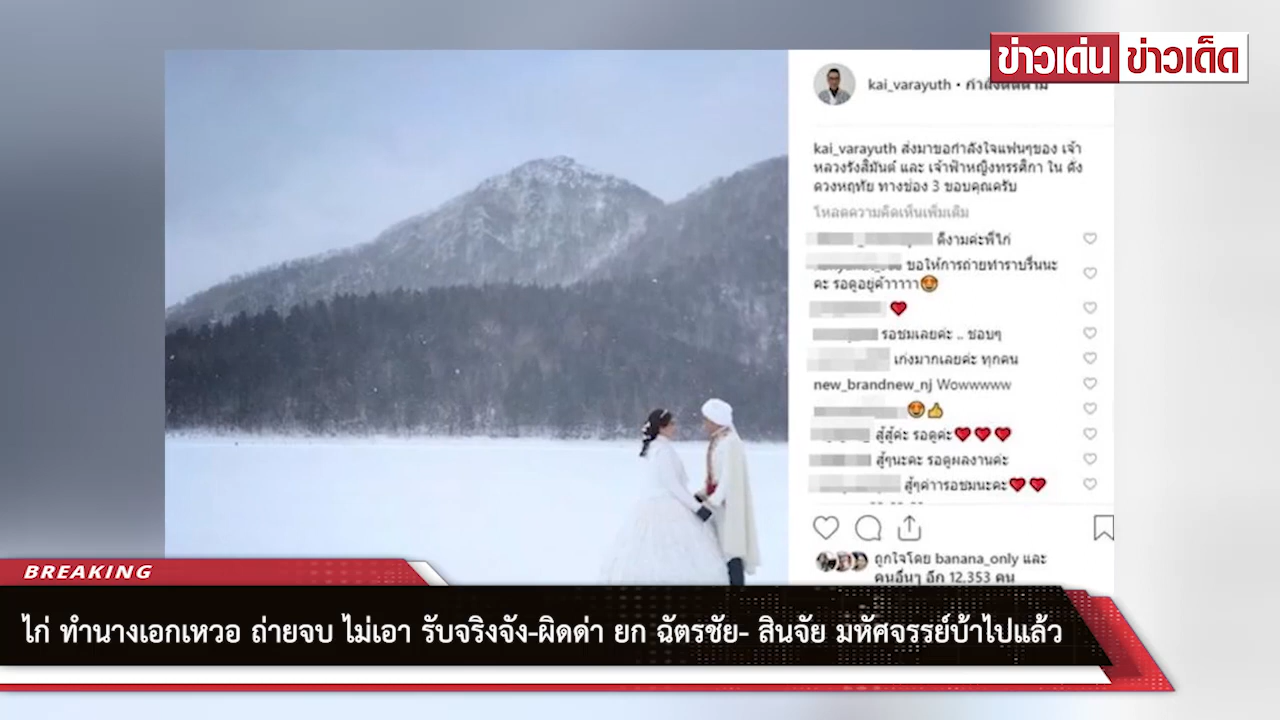 ข่าวเด่น ข่าวเด็ด
kai_varayuth •
kai_varayuth ส่งมาขอกำลังใจแฟนๆของ เจ้า
หลวงรังสิมันต์ และ เจ้าฟ้าหญิงทรรศิกา ใน ดั่ง
ดวงหฤทัย ทางช่อง 3 ขอบคุณครับ
โหลดความคิดเห็นเพิ่มเติม
ดีงามค่ะพี่ไก่
ขอให้การถ่ายทำราบรื่นนะ
คะ รอดูอยู่ค้าาาาา
รอชมเลยค่ะ .. ชอบๆ
เก่งมากเลยค่ะ ทุกคน
new_brandnew_nj Wowwwwww
สู้สู้ค่ะ รอดูค่ะ
สู้ๆนะคะ รอดูผลงานค่ะ
สู้ๆค่าารอชมนะคะ
ถูกใจโดย banana_only และ
คนอื่นๆ อีก 12,353 คน
BREAKING
ไก่ ทำนางเอกเหวอ ถ่ายจบ ไม่เอา รับจริงจัง-ผิดด่า ยก ฉัตรชัย- สินจัย มหัศจรรย์บ้าไปแล้ว